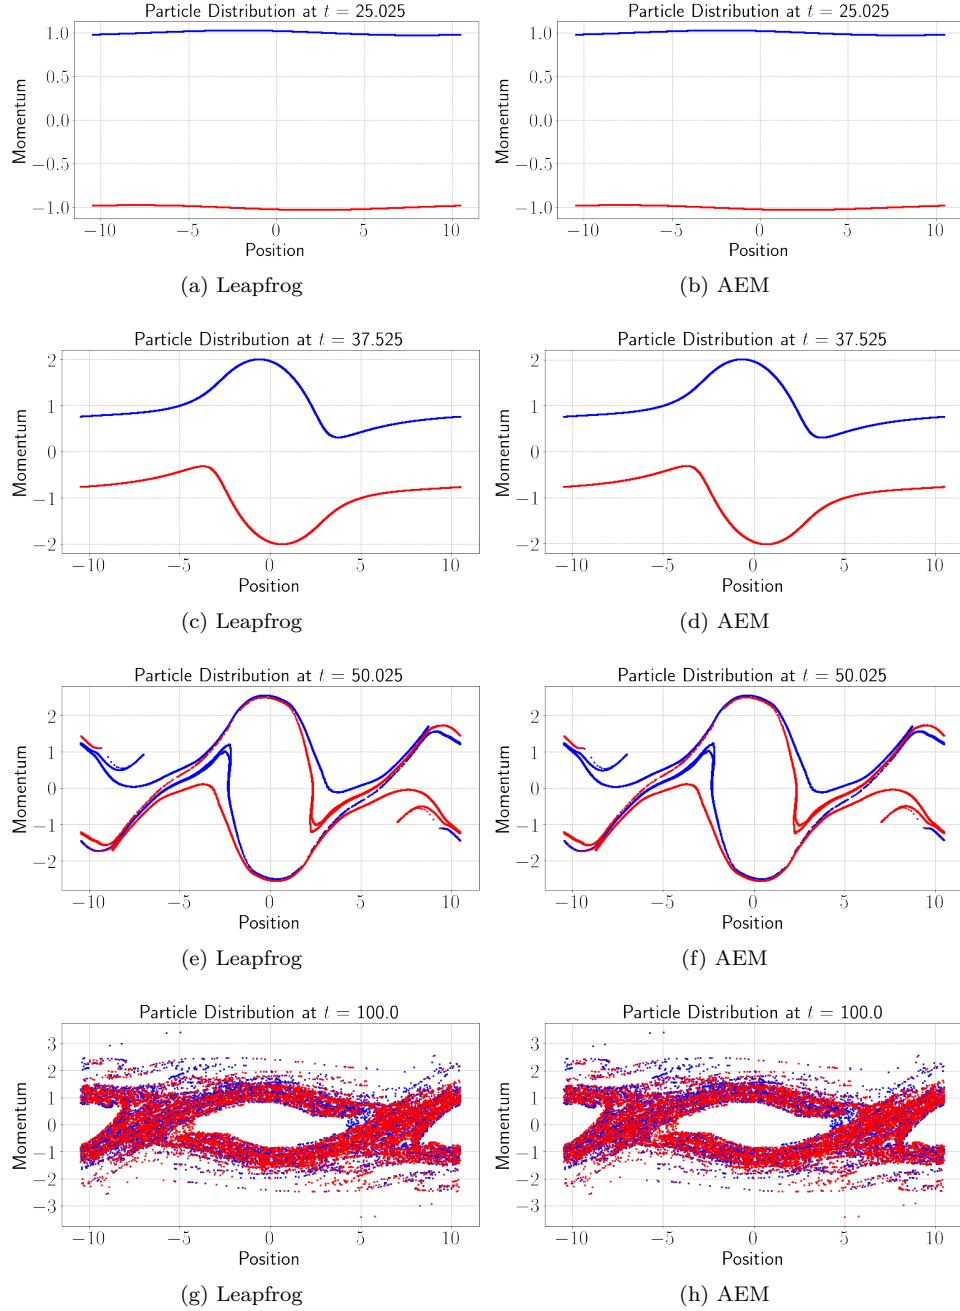 Particle Distribution at t = 25.025
Momentum
1.0
0.5
0.0
−0.5
−1.0
−10
−5
0
5
10
Position
(a) Leapfrog
Particle Distribution at t = 25.025
Momentum
1.0
0.5
0.0
−0.5
−1.0
−10
−5
0
5
10
Position
(b) AEM
Particle Distribution at t = 37.525
Momentum
2
1
0
−1
−2
−10
−5
0
5
10
Position
(c) Leapfrog
Particle Distribution at t = 37.525
Momentum
2
1
0
−1
−2
−10
−5
0
5
10
Position
(d) AEM
Particle Distribution at t = 50.025
Momentum
2
1
0
−1
−2
−10
−5
0
5
10
Position
(e) Leapfrog
Particle Distribution at t = 50.025
Momentum
2
1
0
−1
−2
−10
−5
0
5
10
Position
(f) AEM
Particle Distribution at t = 100.0
Momentum
3
2
1
0
−1
−2
−3
−10
−5
0
5
10
Position
(g) Leapfrog
Particle Distribution at t = 100.0
Momentum
3
2
1
0
−1
−2
−3
−10
−5
0
5
10
Position
(h) AEM